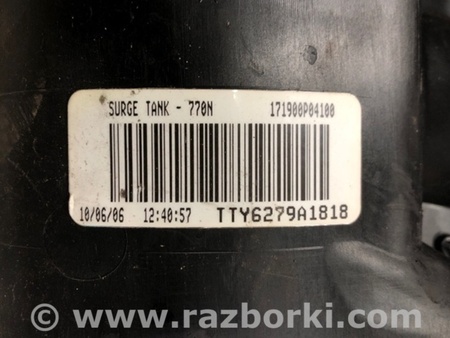 SURGE TANK - 770N 171900P04100
10/06/06 12:40:57 TTY6279A1818
© www.razborki.com